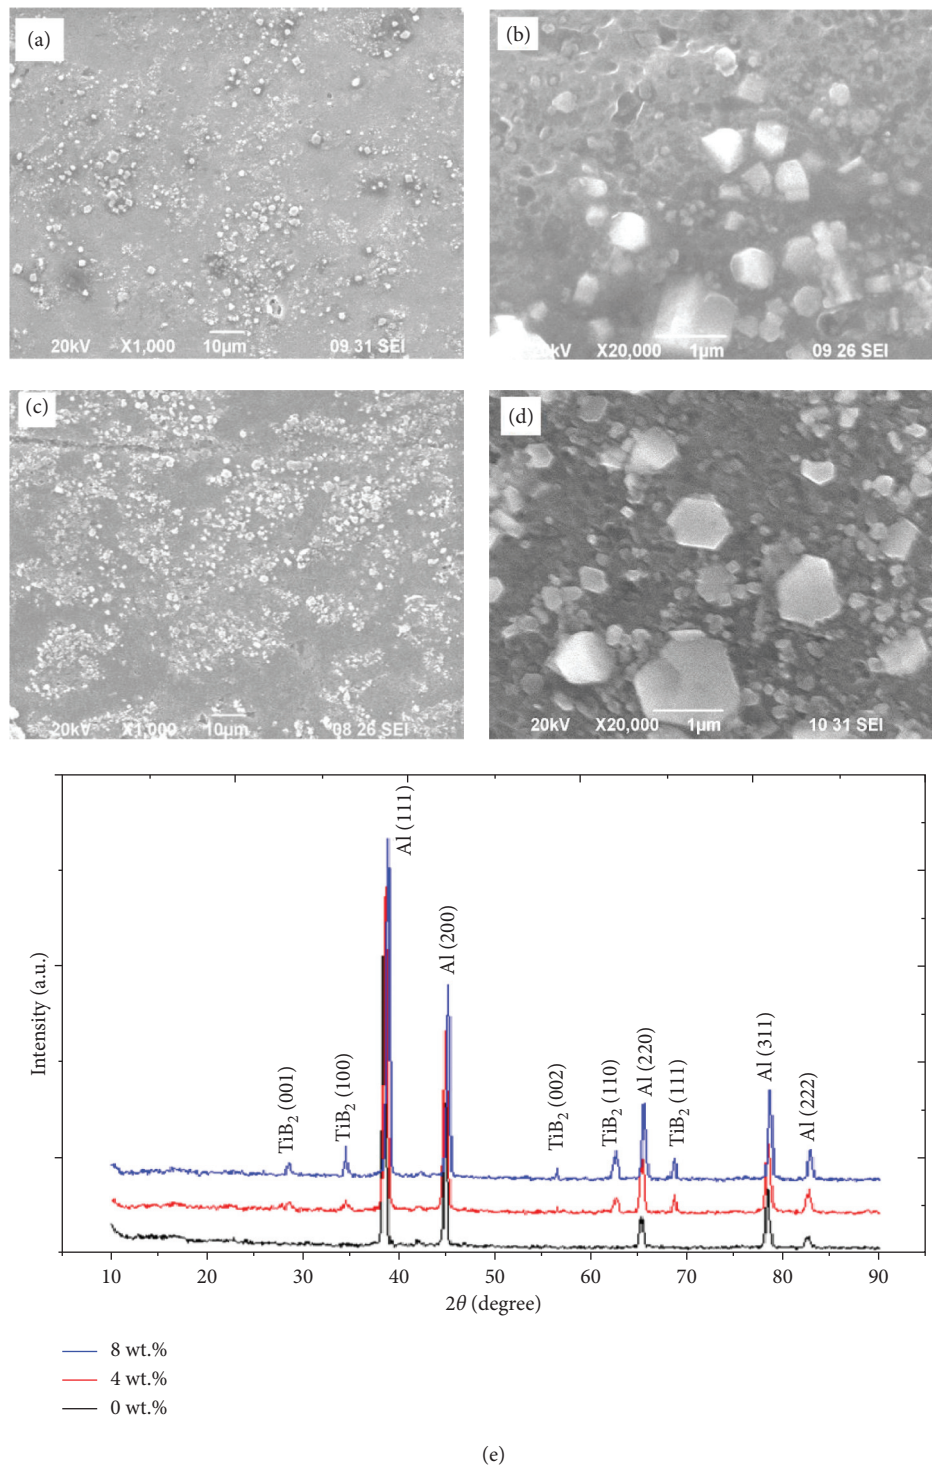 (a)
20kV X1,000 10μm 09 31 SEI
(b)
X20,000 1μm 09 26 SEI
(c)
20kV X1,000 10μm 08 26 SEI
(d)
20kV X20,000 1μm 10 31 SEI
Intensity (a.u.)
TiB2 (001)
TiB2 (100)
Al (111)
Al (200)
TiB2 (002)
TiB2 (110)
Al (220)
TiB2 (111)
Al (311)
Al (222)
10 20 30 40 50 60 70 80 90
2θ (degree)
8 wt.%
4 wt.%
0 wt.%
(e)